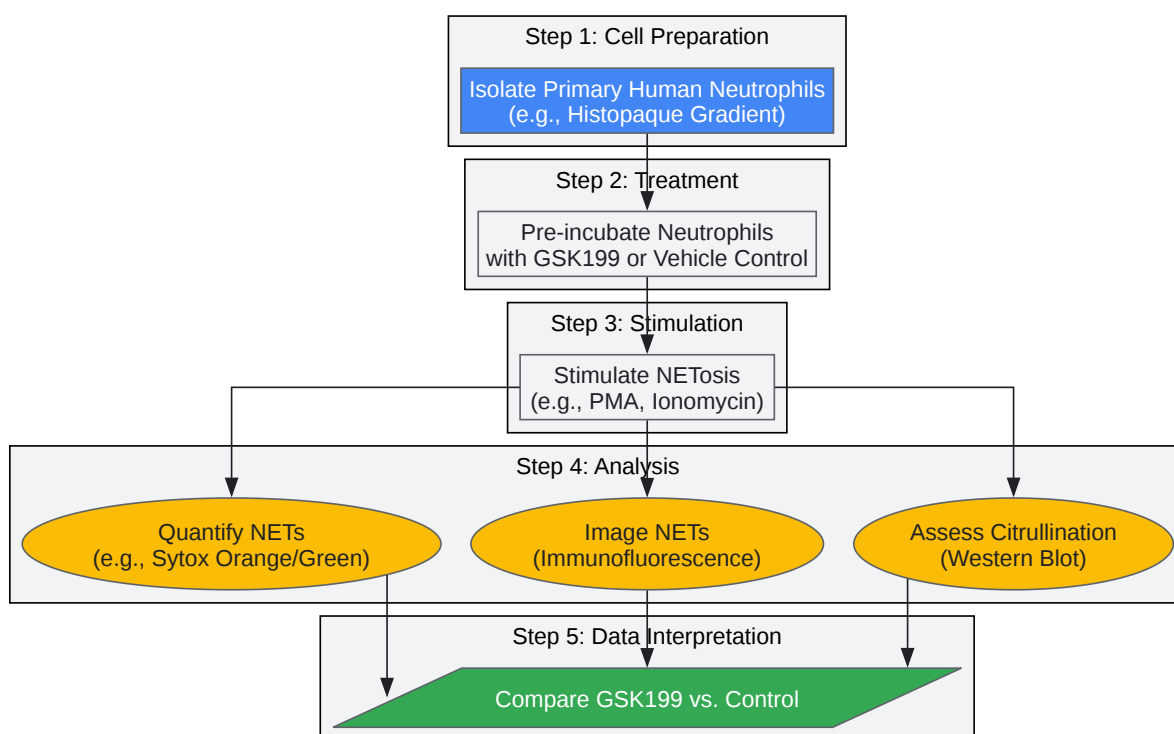 Step 1: Cell Preparation
Isolate Primary Human Neutrophils
(e.g., Histopaque Gradient)
Step 2: Treatment
Pre-incubate Neutrophils
with GSK199 or Vehicle Control
Step 3: Stimulation
Stimulate NETosis
(e.g., PMA, Ionomycin)
Step 4: Analysis
Quantify NETs
(e.g., Sytox Orange/Green)
Image NETs
(Immunofluorescence)
Assess Citrullination
(Western Blot)
Step 5: Data Interpretation
Compare GSK199 vs. Control